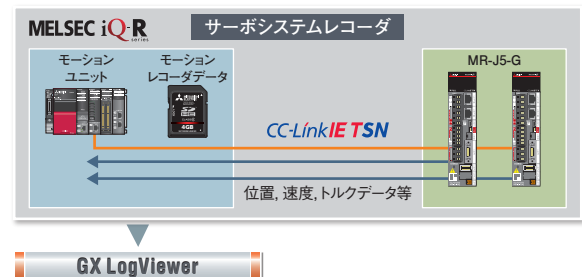 MELSEC iQ-R
series
サーボシステムレコーダ
モーション
ユニット
モーション
レコーダデータ
4GB
MR-J5-G
CC-Link IE TSN
位置, 速度, トルクデータ等
GX LogViewer